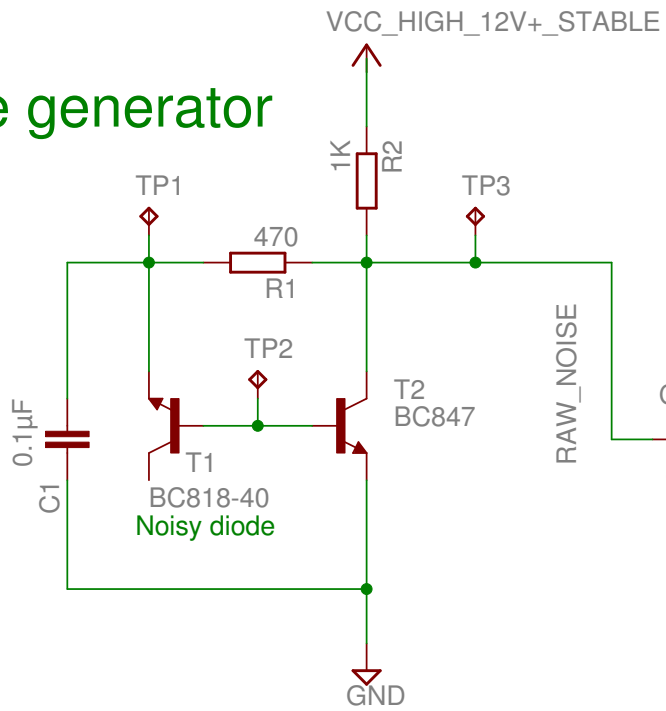 VCC_HIGH_12V+_STABLE
e generator
1K
R2
TP1
TP3
470
R1
TP2
T2
BC847
RAW_NOISE
0.1µF
C1
T1
BC818-40
Noisy diode
GND